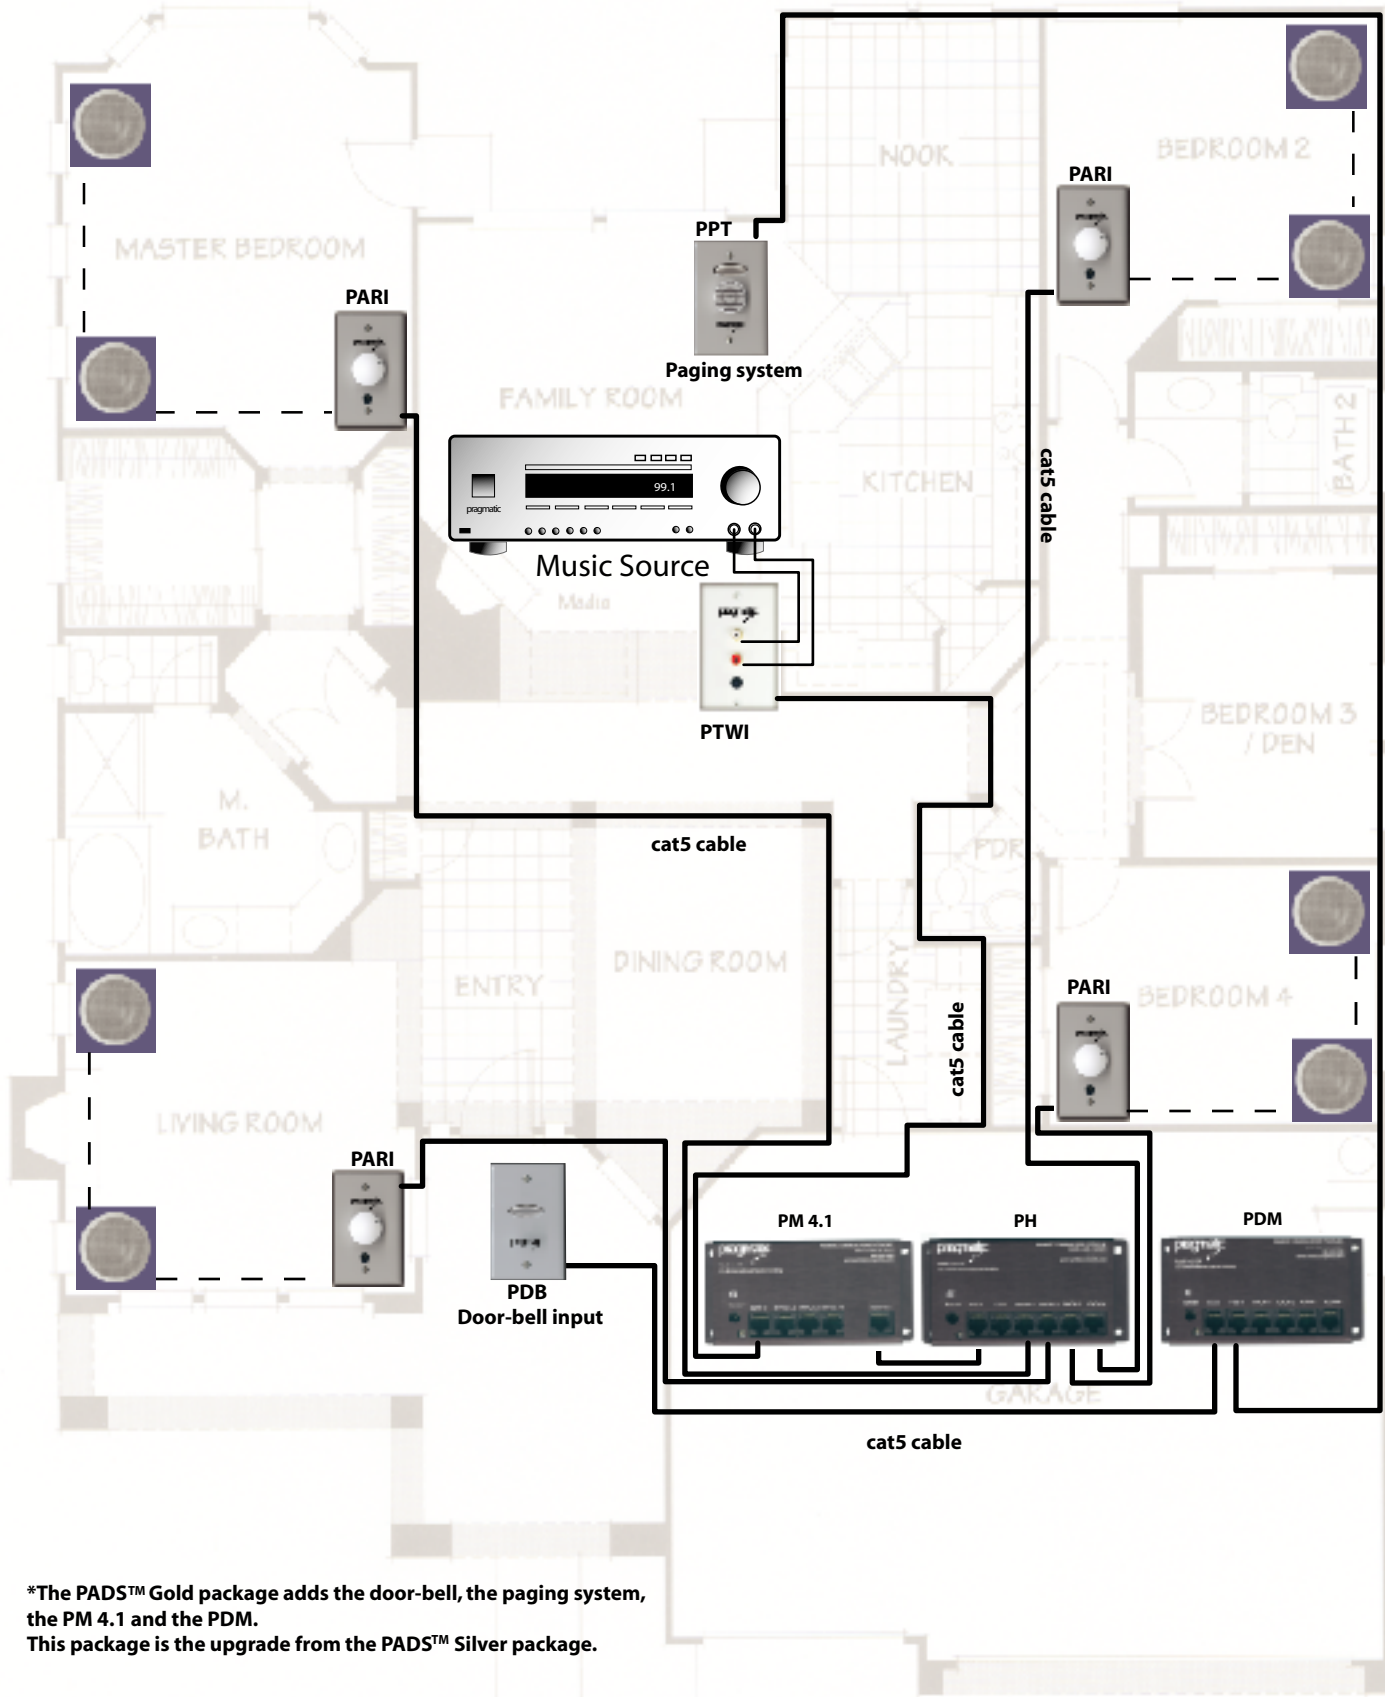 NOOK
BEDROOM 2
PARI
PPT
MASTER BEDROOM
PARI
Paging system
FAMILY ROOM
BATH 2
cat5 cable
KITCHEN
99.1
pragmatic
Music Source
Media
PTWI
BEDROOM 3
/ DEN
M.
BATH
cat5 cable
PDR
DINING ROOM
ENTRY
LAUNDRY
PARI
BEDROOM 4
cat5 cable
LIVING ROOM
PARI
PM 4.1
PH
PDM
pragmatic
pragmatic
pragmatic
PDB
Door-bell input
GARAGE
cat5 cable
*The PADS™ Gold package adds the door-bell, the paging system,
the PM 4.1 and the PDM.
This package is the upgrade from the PADS™ Silver package.